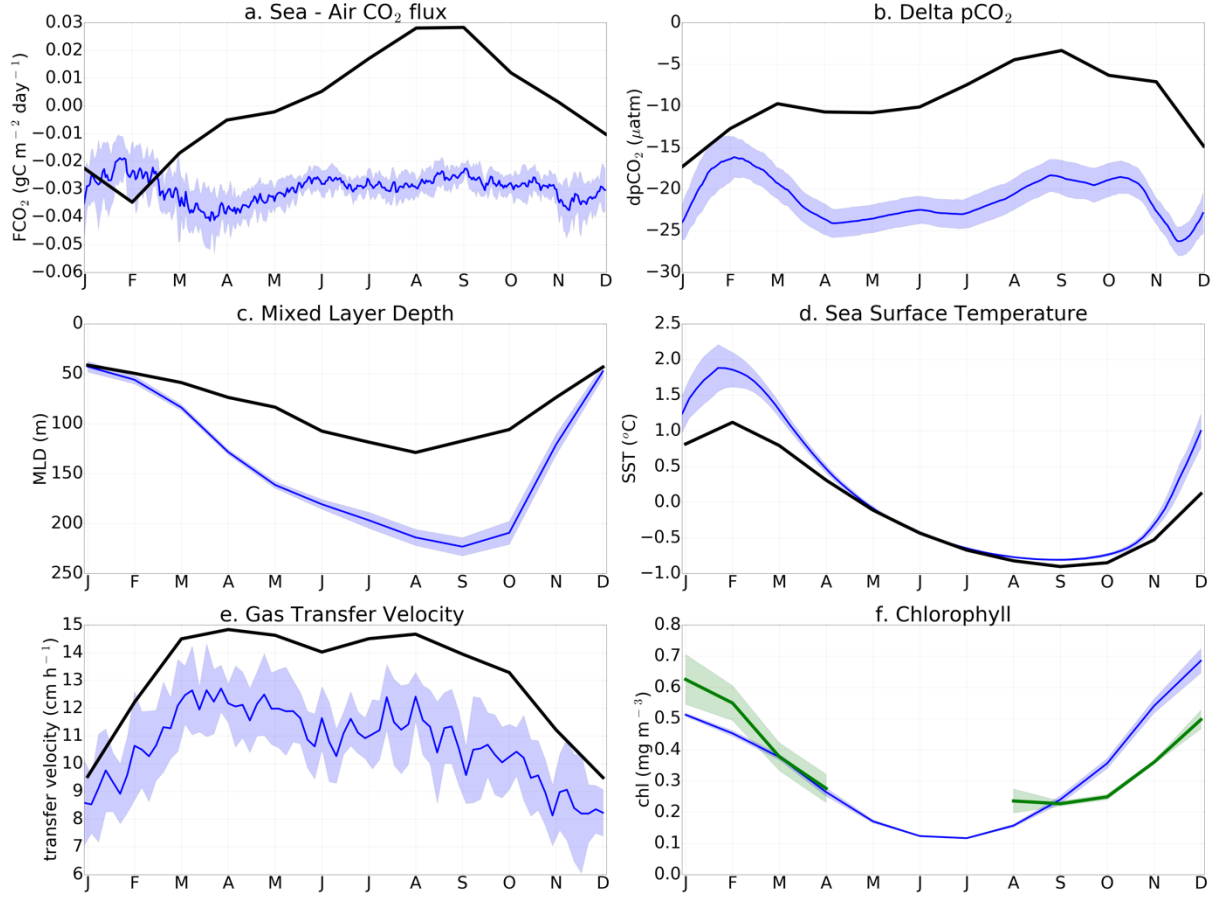 a. Sea - Air CO₂ flux
0.03
0.02
0.01
0.00
−0.01
−0.02
−0.03
−0.04
−0.05
−0.06
FCO₂ (gC m⁻² day⁻¹)
J F M A M J J A S O N D
b. Delta pCO₂
0
−5
−10
−15
−20
−25
−30
dpCO₂ (μatm)
J F M A M J J A S O N D
c. Mixed Layer Depth
0
50
100
150
200
250
MLD (m)
J F M A M J J A S O N D
d. Sea Surface Temperature
2.5
2.0
1.5
1.0
0.5
0.0
−0.5
−1.0
SST (°C)
J F M A M J J A S O N D
e. Gas Transfer Velocity
15
14
13
12
11
10
9
8
7
6
transfer velocity (cm h⁻¹)
J F M A M J J A S O N D
f. Chlorophyll
0.8
0.7
0.6
0.5
0.4
0.3
0.2
0.1
0.0
chl (mg m⁻³)
J F M A M J J A S O N D